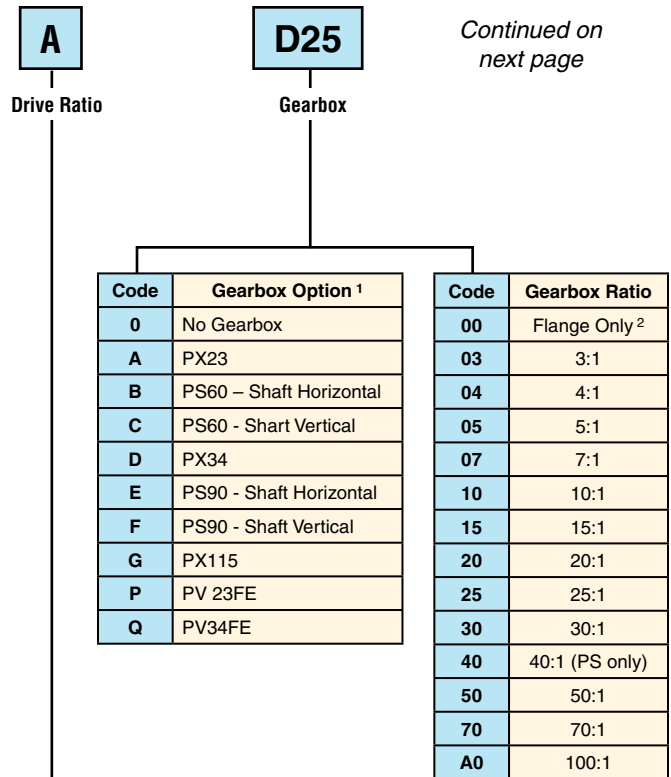 A
D25
Continued on
next page
Drive Ratio
Gearbox
Code Gearbox Option 1
0 No Gearbox
A PX23
B PS60 – Shaft Horizontal
C PS60 - Shart Vertical
D PX34
E PS90 - Shaft Horizontal
F PS90 - Shaft Vertical
G PX115
P PV 23FE
Q PV34FE
Code Gearbox Ratio
00 Flange Only 2
03 3:1
04 4:1
05 5:1
07 7:1
10 10:1
15 15:1
20 20:1
25 25:1
30 30:1
40 40:1 (PS only)
50 50:1
70 70:1
A0 100:1